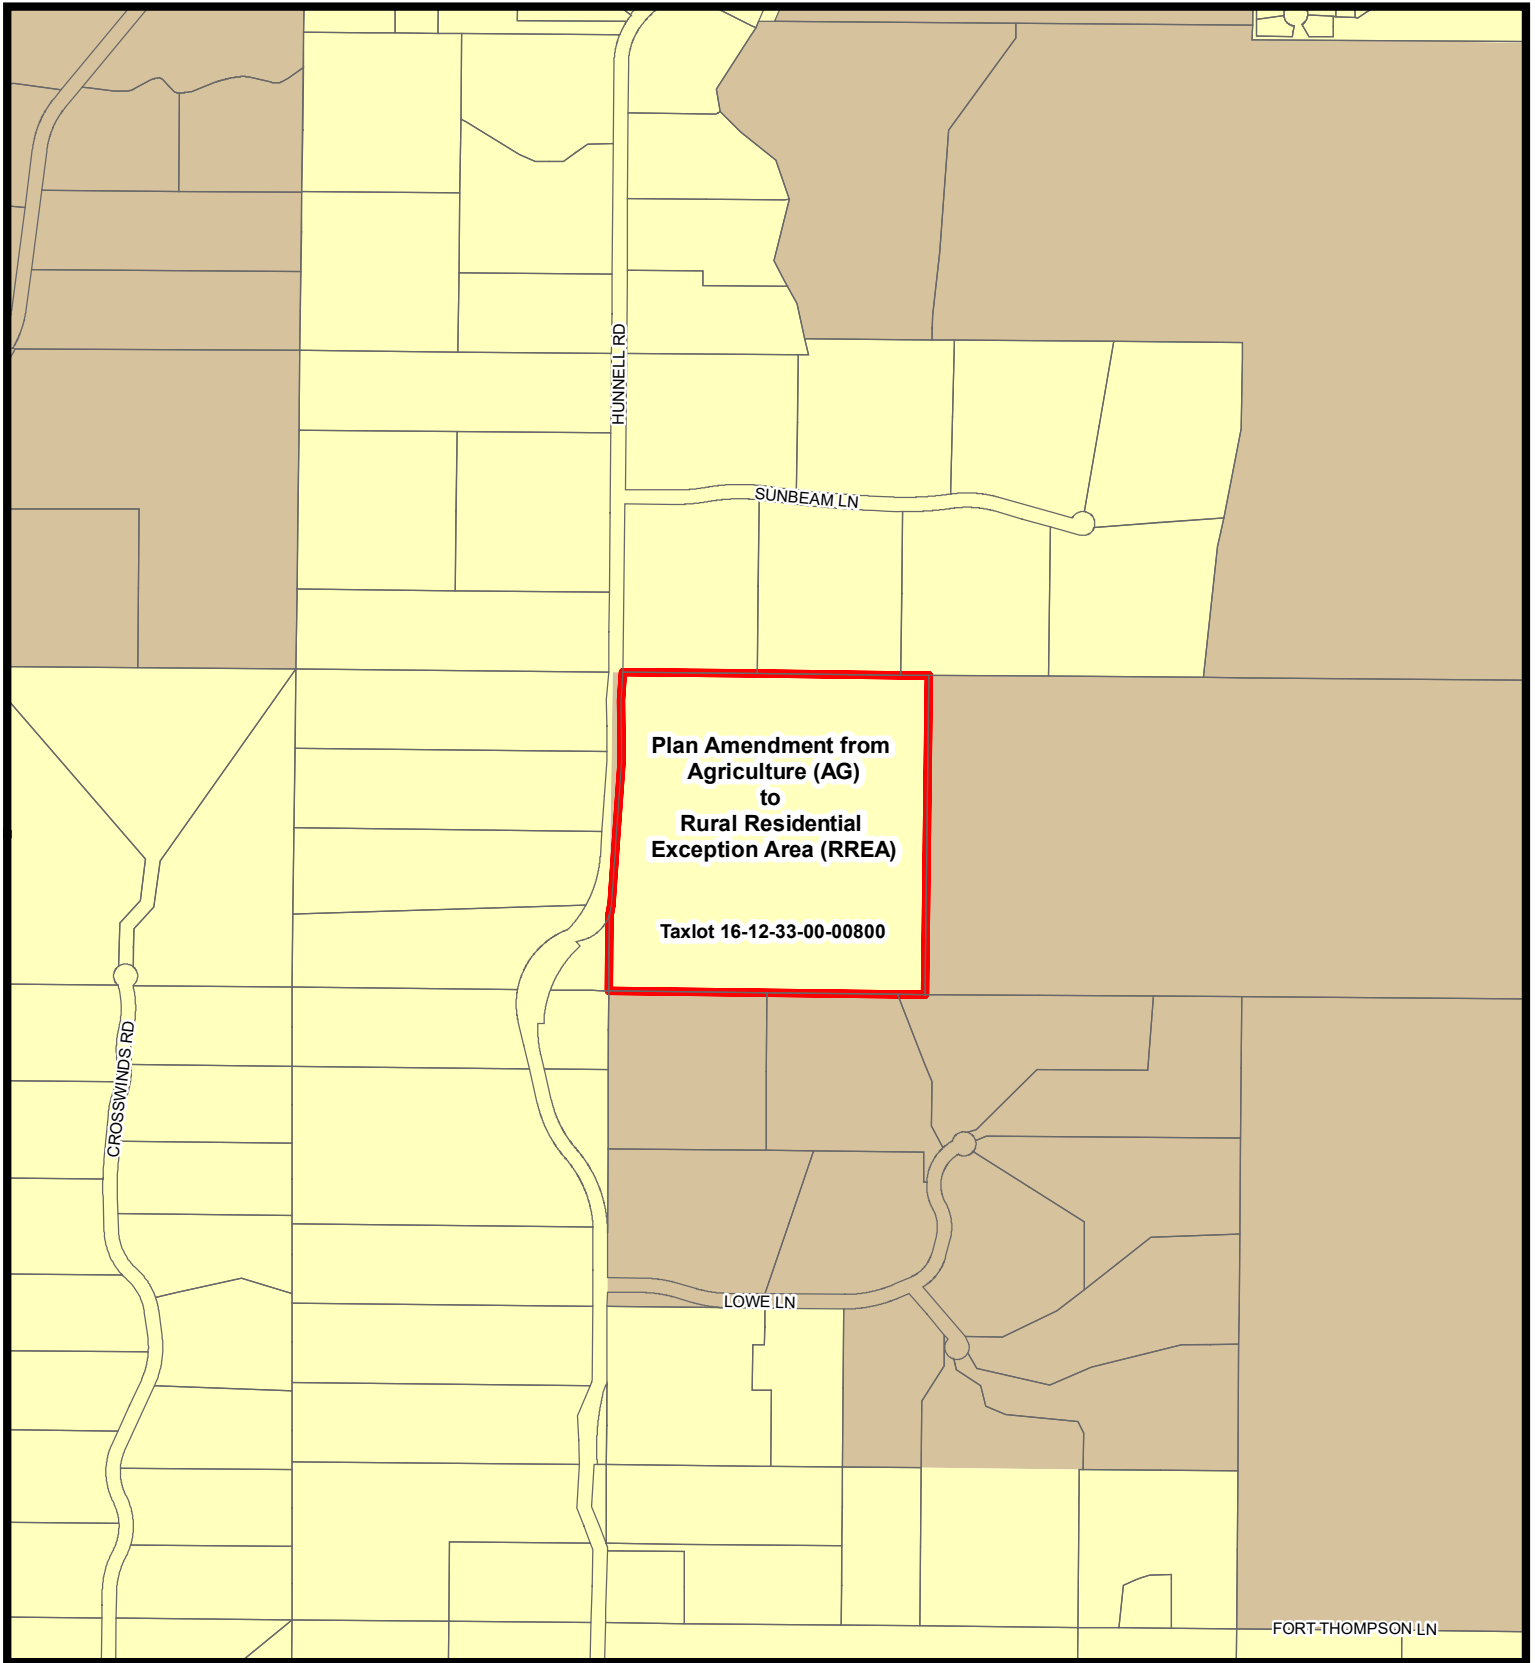 HUNNELL RD
SUNBEAM LN
Plan Amendment from
Agriculture (AG)
to
Rural Residential
Exception Area (RREA)
Taxlot 16-12-33-00-00800
CROSSWINDS RD
LOWE LN
FORT THOMPSON LN